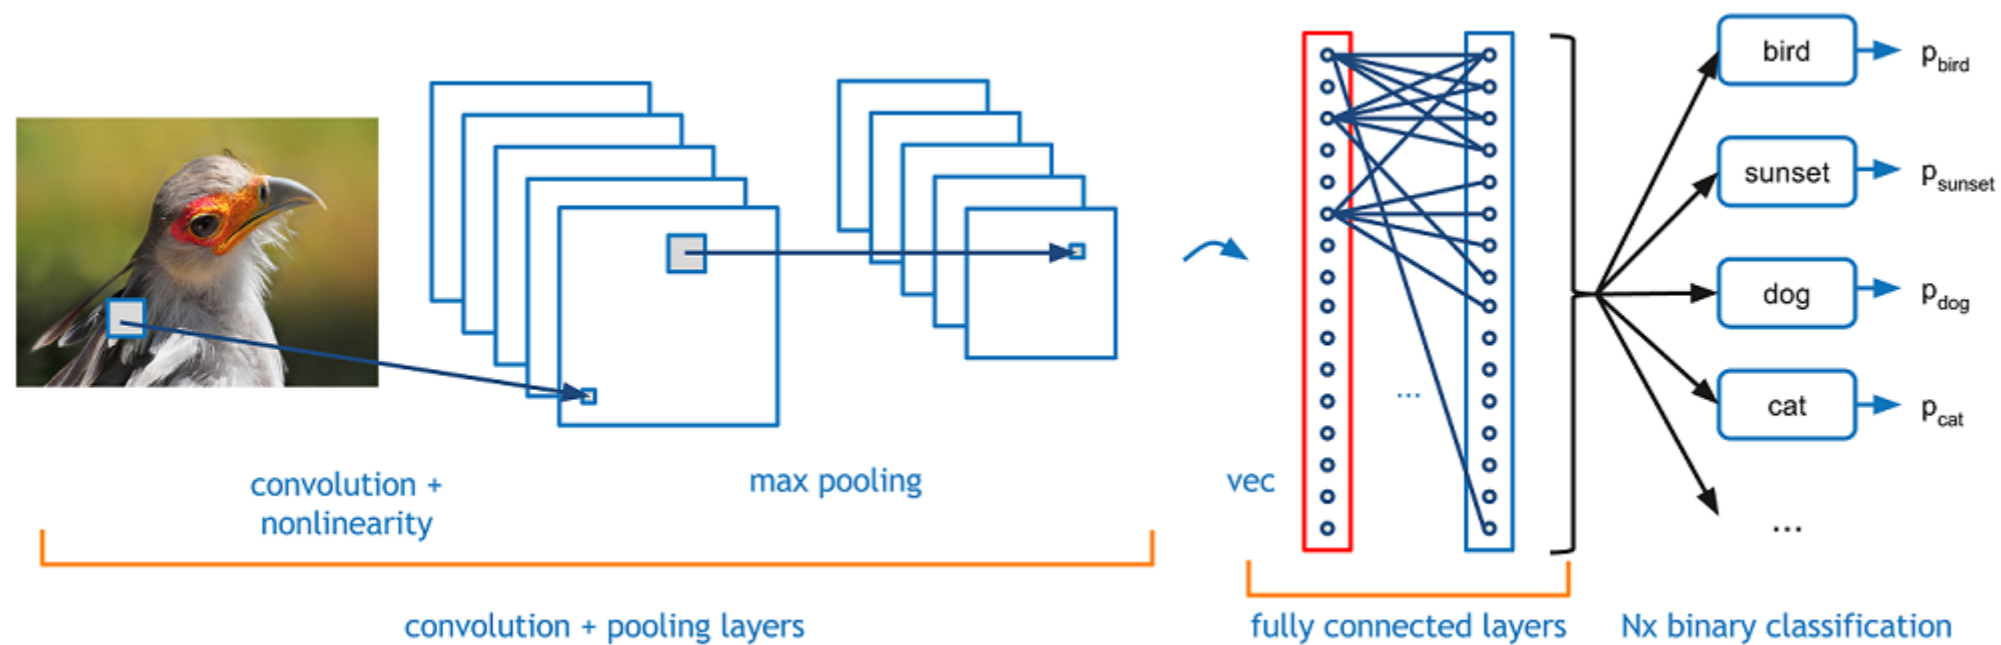 bird
p_bird
sunset
p_sunset
dog
p_dog
cat
p_cat
...
...
convolution +
nonlinearity
max pooling
vec
convolution + pooling layers
fully connected layers
Nx binary classification